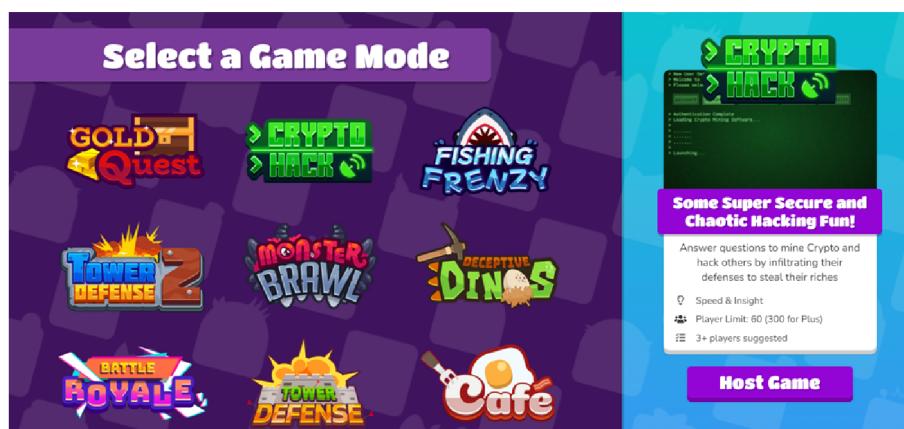 Select a Game Mode
GOLD
Quest
> CRYPTO
> HACK
FISHING
FRENZY
TOWER
DEFENSE 2
MONSTER
BRAWL
DECEPTIVE
DINOS
BATTLE
ROYALE
TOWER
DEFENSE
Café
> CRYPTO
> HACK
> Welcome to
> Authentication Complete
> Loading Crypto Mining Software...
> Launching...
Some Super Secure and
Chaotic Hacking Fun!
Answer questions to mine Crypto and
hack others by infiltrating their
defenses to steal their riches
Speed & Insight
Player Limit: 60 (300 for Plus)
3+ players suggested
Host Game